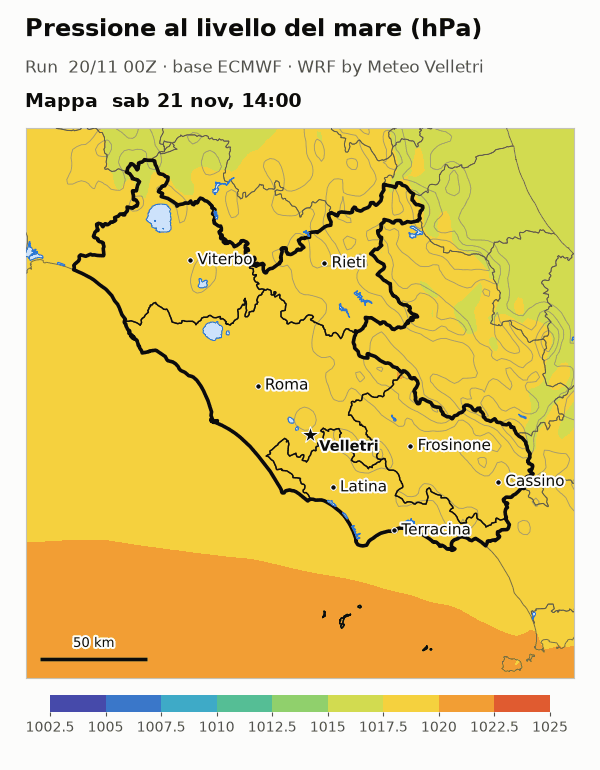 Pressione al livello del mare (hPa)
Run 20/11 00Z · base ECMWF · WRF by Meteo Velletri
Mappa sab 21 nov, 14:00
Viterbo
Rieti
Roma
Velletri
Frosinone
Cassino
Latina
Terracina
50 km
1002.5 1005 1007.5 1010 1012.5 1015 1017.5 1020 1022.5 1025